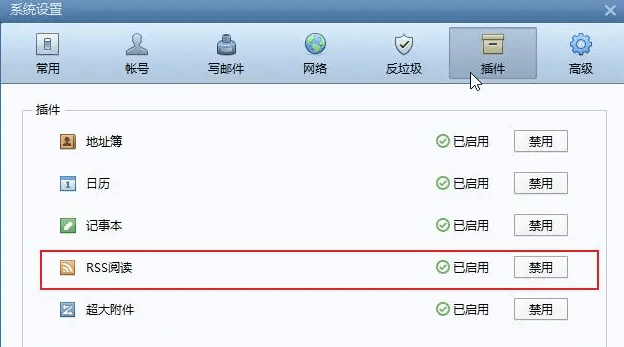 系统设置
常用 帐号 写邮件 网络 反垃圾 插件 高级
插件
地址簿 已启用 禁用
日历 已启用 禁用
记事本 已启用 禁用
RSS阅读 已启用 禁用
超大附件 已启用 禁用